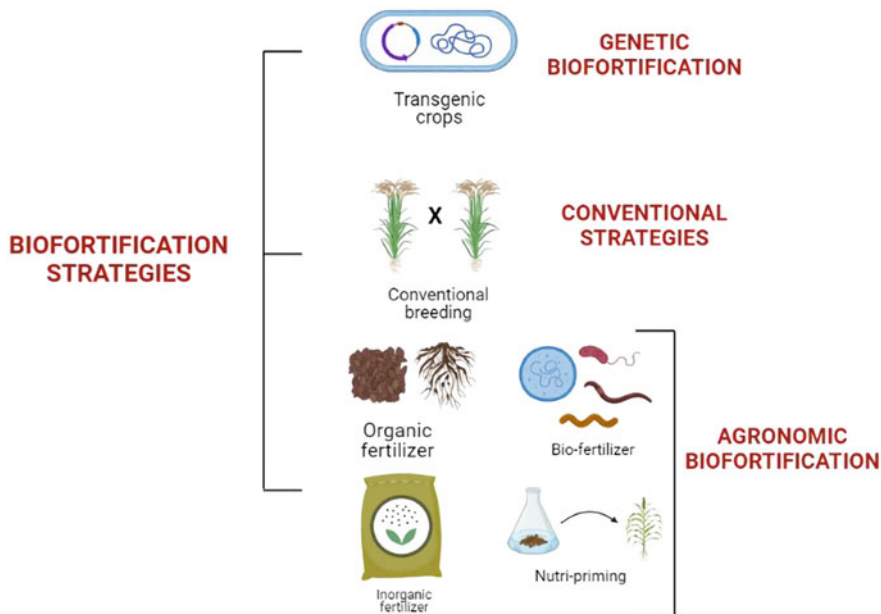 GENETIC
BIOFORTIFICATION
Transgenic
crops
X
CONVENTIONAL
STRATEGIES
BIOFORTIFICATION
STRATEGIES
Conventional
breeding
Organic
fertilizer
Bio-fertilizer
AGRONOMIC
BIOFORTIFICATION
Nutri-priming
Inorganic
fertilizer